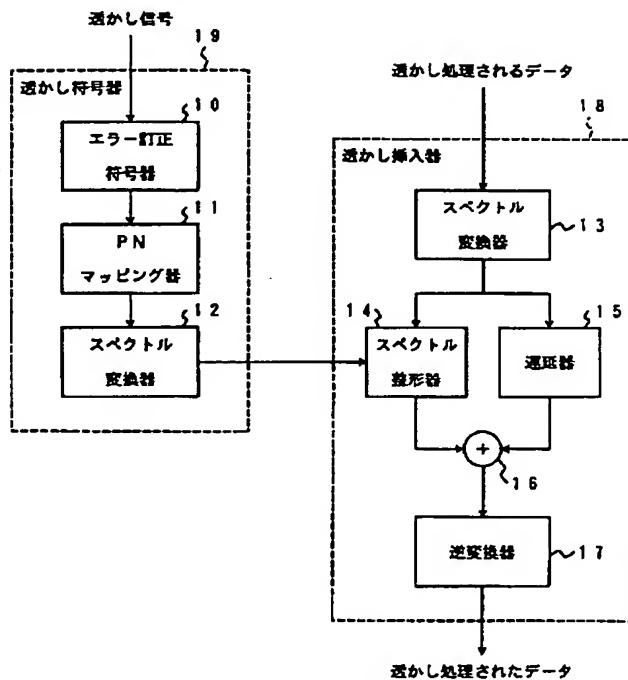 透かし信号
19
透かし符号器
10
エラー訂正
符号器
11
PN
マッピング器
12
スペクトル
変換器
透かし処理されるデータ
18
透かし挿入器
スペクトル
変換器
13
14
スペクトル
整形器
15
遅延器
+
16
逆変換器
17
透かし処理されたデータ